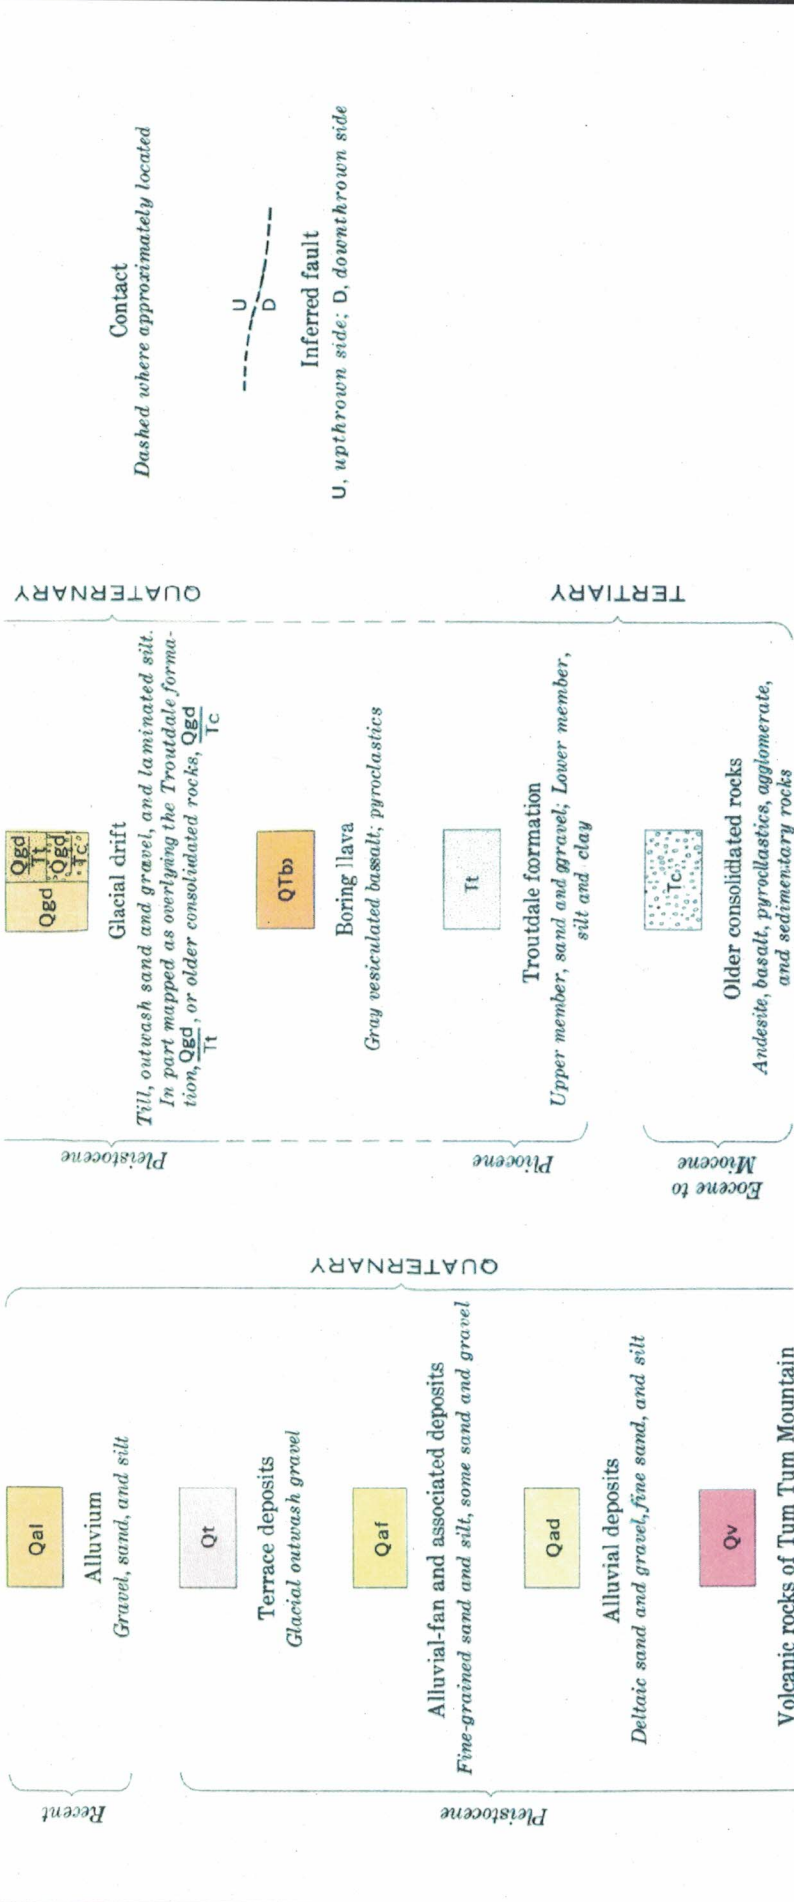 Recent
Qal
Alluvium
Gravel, sand, and silt
Pleistocene
Qt
Terrace deposits
Glacial outwash gravel
Qaf
Alluvial-fan and associated deposits
Fine-grained sand and silt, some sand and gravel
Qad
Alluvial deposits
Deltaic sand and gravel, fine sand, and silt
Qv
Volcanic rocks of Tum Tum Mountain
QUATERNARY
Pleistocene
Qgd
Qgd
Tt
Qgd
Tc
Glacial drift
Till, outwash sand and gravel, and laminated silt.
In part mapped as overlying the Troutdale forma-
tion, Qgd/Tt, or older consolidated rocks, Qgd/Tc
QTb
Boring lava
Gray vesiculated basalt; pyroclastics
Pliocene
Tt
Troutdale formation
Upper member, sand and gravel; Lower member,
silt and clay
Eocene to
Miocene
Tc
Older consolidated rocks
Andesite, basalt, pyroclastics, agglomerate,
and sedimentary rocks
QUATERNARY
TERTIARY
Contact
Dashed where approximately located
U
D
Inferred fault
U, upthrown side; D, downthrown side